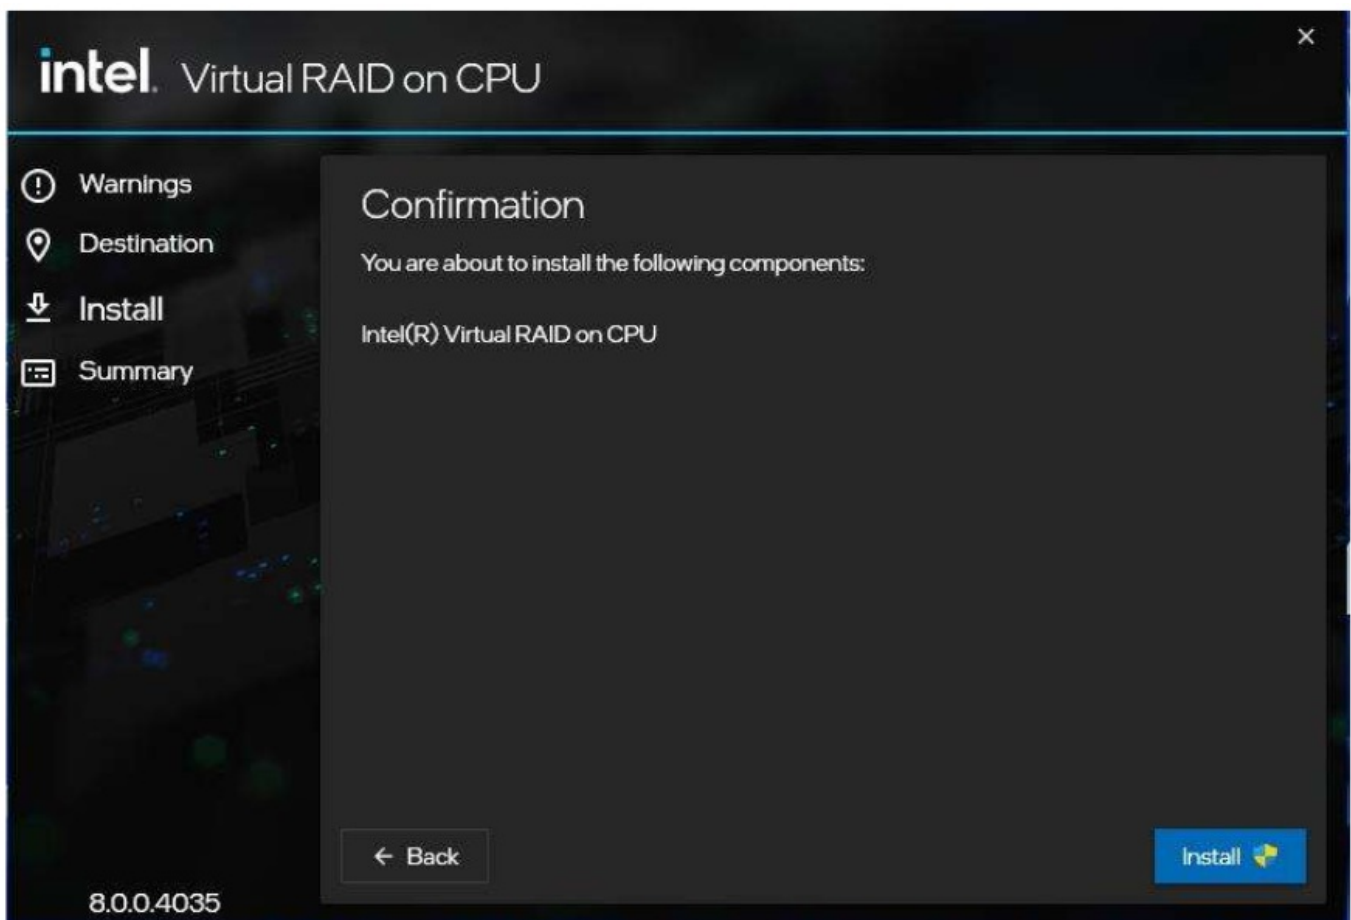 intel. Virtual RAID on CPU
Warnings
Destination
Install
Summary
Confirmation
You are about to install the following components:
Intel(R) Virtual RAID on CPU
← Back
Install
8.0.0.4035